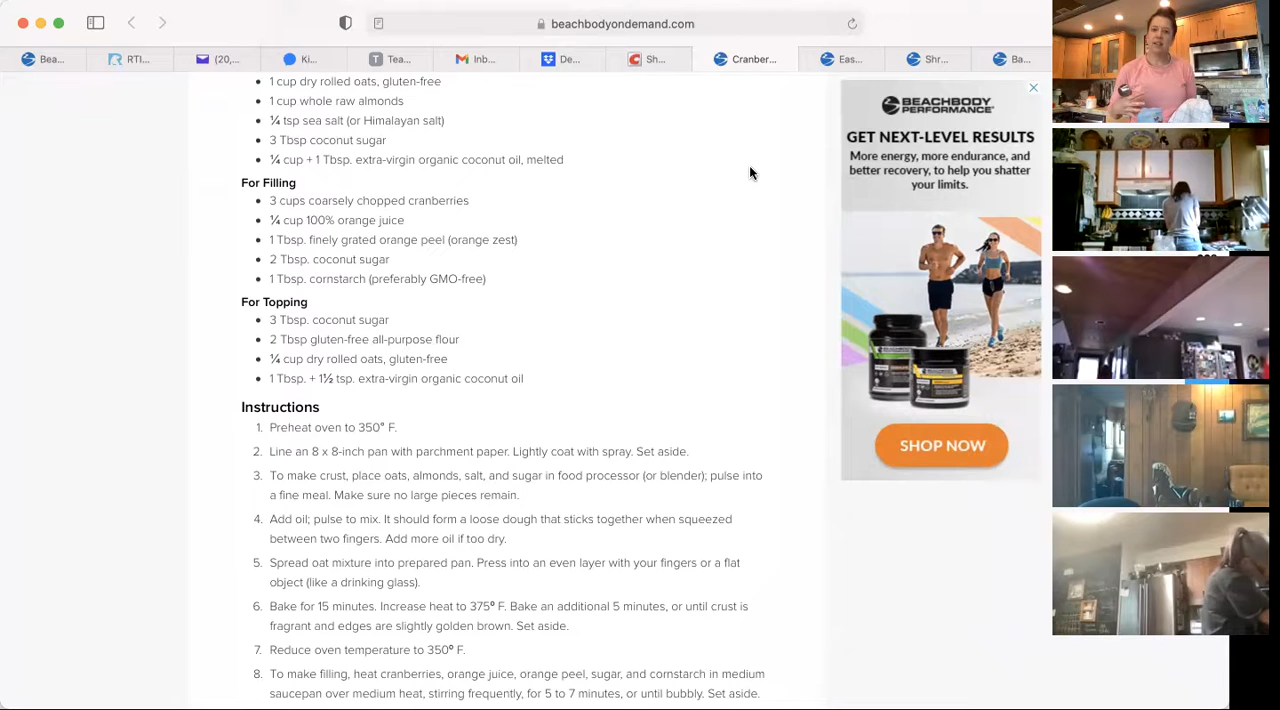 beachbodyondemand.com
Bea...
RTI...
(20,...
Ki...
Tea...
Inb...
De...
Sh...
Cranber...
Eas...
Shr...
Ba...
1 cup dry rolled oats, gluten-free
1 cup whole raw almonds
¼ tsp sea salt (or Himalayan salt)
3 Tbsp coconut sugar
¼ cup + 1 Tbsp. extra-virgin organic coconut oil, melted
For Filling
3 cups coarsely chopped cranberries
¼ cup 100% orange juice
1 Tbsp. finely grated orange peel (orange zest)
2 Tbsp. coconut sugar
1 Tbsp. cornstarch (preferably GMO-free)
For Topping
3 Tbsp. coconut sugar
2 Tbsp gluten-free all-purpose flour
¼ cup dry rolled oats, gluten-free
1 Tbsp. + 1½ tsp. extra-virgin organic coconut oil
Instructions
1. Preheat oven to 350° F.
2. Line an 8 x 8-inch pan with parchment paper. Lightly coat with spray. Set aside.
3. To make crust, place oats, almonds, salt, and sugar in food processor (or blender); pulse into
a fine meal. Make sure no large pieces remain.
4. Add oil; pulse to mix. It should form a loose dough that sticks together when squeezed
between two fingers. Add more oil if too dry.
5. Spread oat mixture into prepared pan. Press into an even layer with your fingers or a flat
object (like a drinking glass).
6. Bake for 15 minutes. Increase heat to 375º F. Bake an additional 5 minutes, or until crust is
fragrant and edges are slightly golden brown. Set aside.
7. Reduce oven temperature to 350º F.
8. To make filling, heat cranberries, orange juice, orange peel, sugar, and cornstarch in medium
saucepan over medium heat, stirring frequently, for 5 to 7 minutes, or until bubbly. Set aside.
BEACHBODY
PERFORMANCE
GET NEXT-LEVEL RESULTS
More energy, more endurance, and
better recovery, to help you shatter
your limits.
SHOP NOW